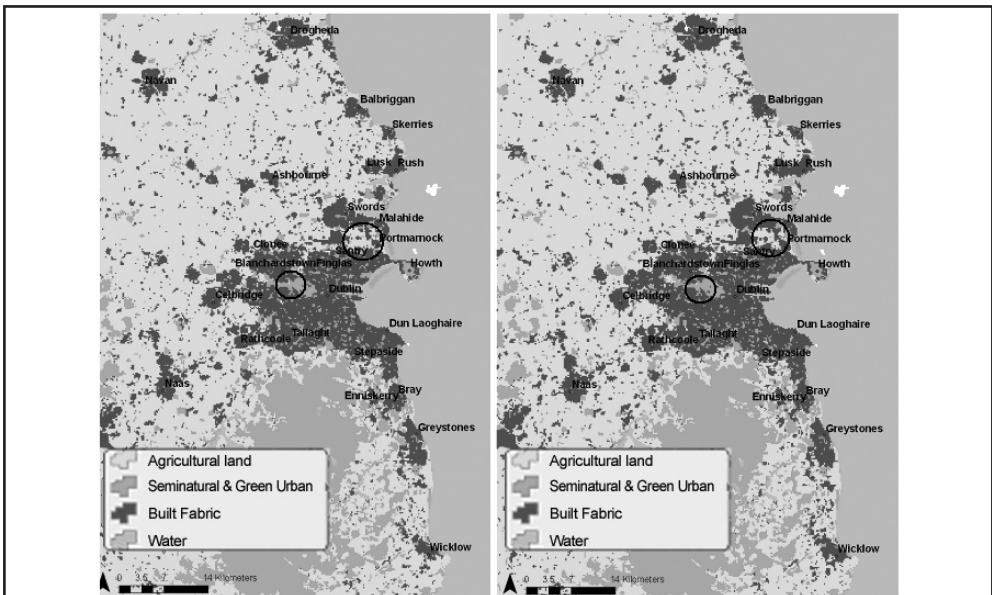 Drogheda
Navan
Balbriggan
Skerries
Lusk Rush
Ashbourne
Swords
Malahide
Portmarnock
Clonee
Santry
Blanchardstown Finglas
Howth
Celbridge
Dublin
Dun Laoghaire
Tallaght
Rathcoole
Stepaside
Naas
Bray
Enniskerry
Greystones
Agricultural land
Seminatural & Green Urban
Built Fabric
Water
Wicklow
0 3.5 7 14 Kilometers
Drogheda
Navan
Balbriggan
Skerries
Lusk Rush
Ashbourne
Swords
Malahide
Portmarnock
Clonee
Santry
Blanchardstown Finglas
Howth
Celbridge
Dublin
Dun Laoghaire
Tallaght
Rathcoole
Stepaside
Naas
Bray
Enniskerry
Greystones
Agricultural land
Seminatural & Green Urban
Built Fabric
Water
Wicklow
0 3.5 7 14 Kilometers